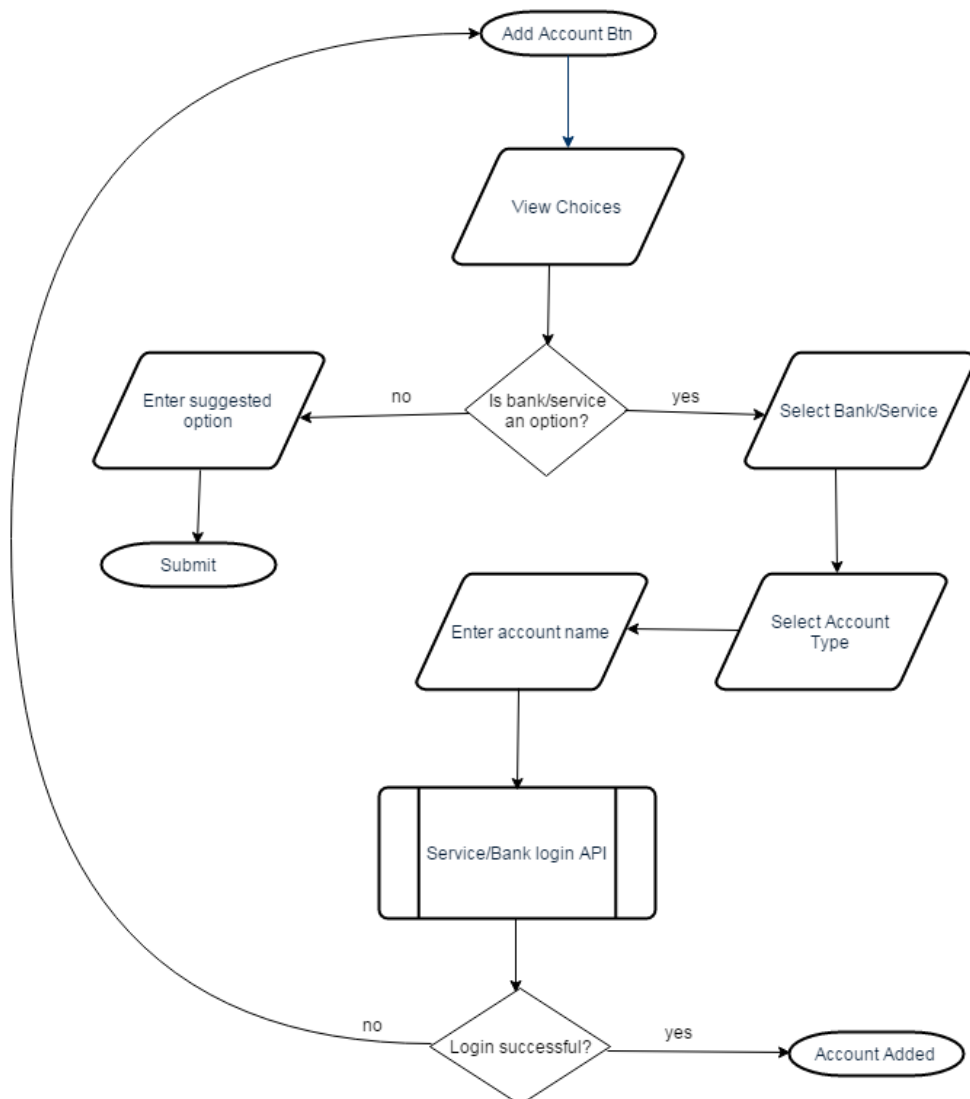 Add Account Btn
View Choices
Is bank/service
an option?
no
yes
Enter suggested
option
Select Bank/Service
Submit
Enter account name
Select Account
Type
Service/Bank login API
Login successful?
no
yes
Account Added